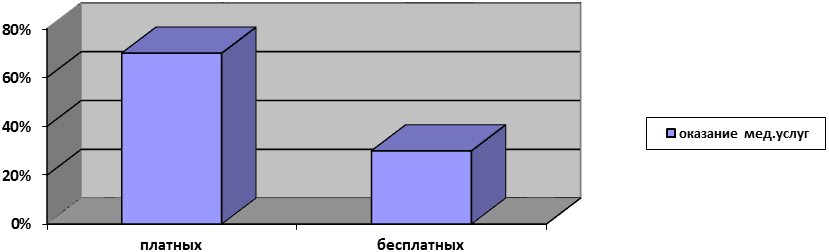 80%
60%
40%
20%
0%
платных бесплатных
оказание мед.услуг